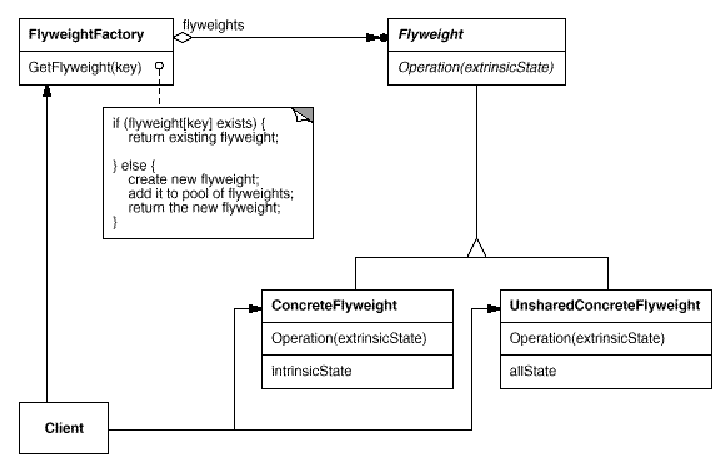 flyweights
FlyweightFactory
GetFlyweight(key)
Flyweight
Operation(extrinsicState)
if (flyweight[key] exists) {
return existing flyweight;
} else {
create new flyweight;
add it to pool of flyweights;
return the new flyweight;
}
ConcreteFlyweight
Operation(extrinsicState)
intrinsicState
UnsharedConcreteFlyweight
Operation(extrinsicState)
allState
Client